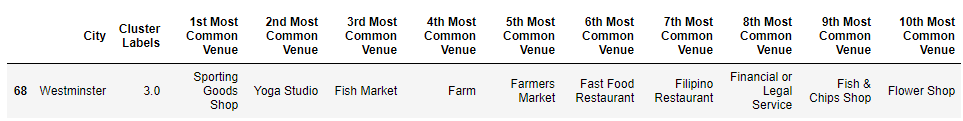 City Cluster Labels 1st Most Common Venue 2nd Most Common Venue 3rd Most Common Venue 4th Most Common Venue 5th Most Common Venue 6th Most Common Venue 7th Most Common Venue 8th Most Common Venue 9th Most Common Venue 10th Most Common Venue
68 Westminster 3.0 Sporting Goods Shop Yoga Studio Fish Market Farm Farmers Market Fast Food Restaurant Filipino Restaurant Financial or Legal Service Fish & Chips Shop Flower Shop